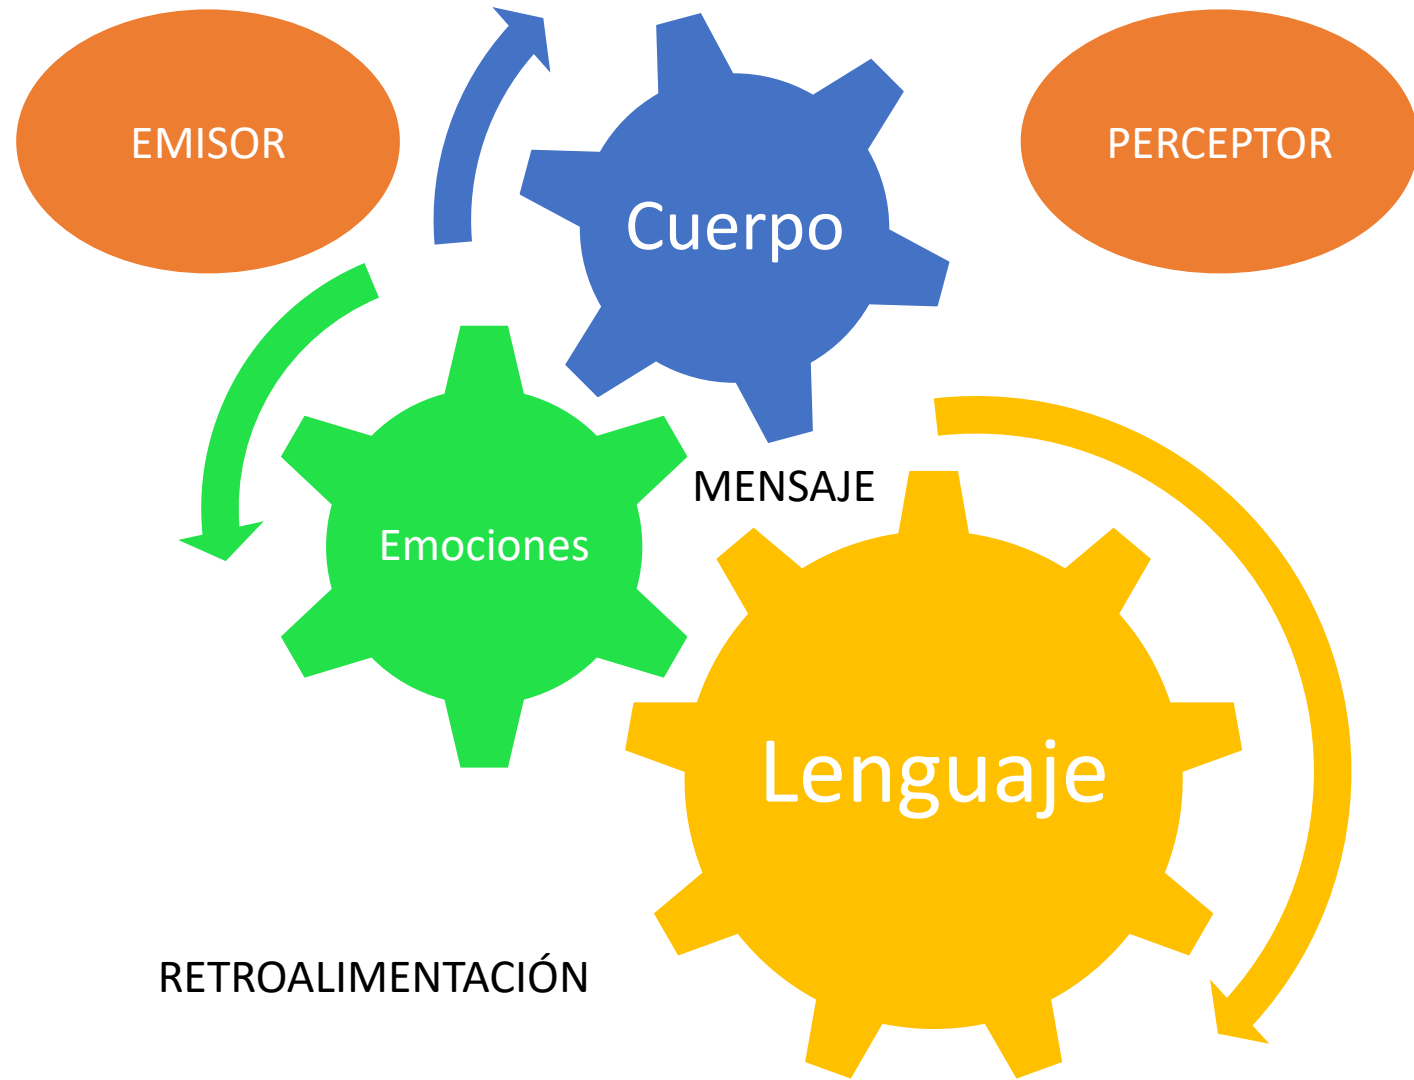 EMISOR
PERCEPTOR
Cuerpo
MENSAJE
Emociones
Lenguaje
RETROALIMENTACIÓN